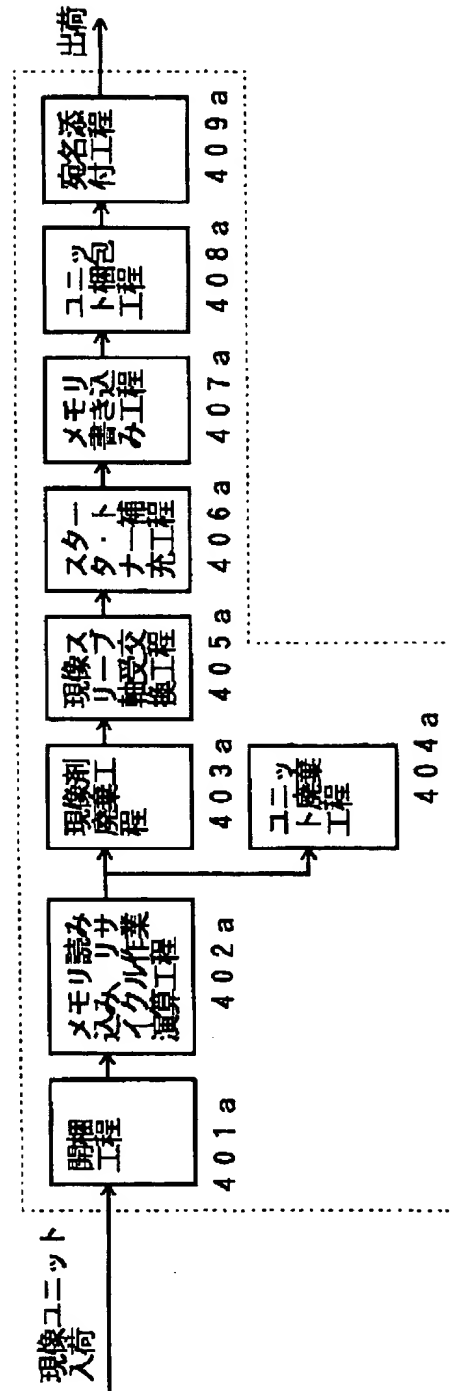 現像ユニット
入荷
開梱
工程
401a
メモリ読み
込み、リサ
イクル作業
演算工程
402a
現像剤
廃棄工
程
403a
ユニッ
ト廃棄
工程
404a
現像ス
リーブ
軸受交
換工程
405a
スター
タ・ト
ナー補
充工程
406a
メモリ
書き込
み工程
407a
ユニッ
ト梱包
工程
408a
宛名添
付工程
409a
出荷